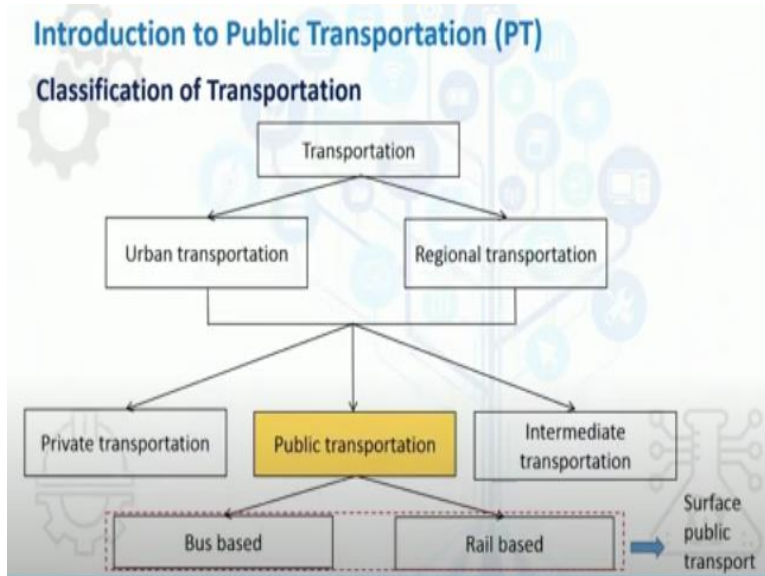 Introduction to Public Transportation (PT)
Classification of Transportation
Transportation
Urban transportation
Regional transportation
Private transportation
Public transportation
Intermediate
transportation
Bus based
Rail based
Surface
public
transport